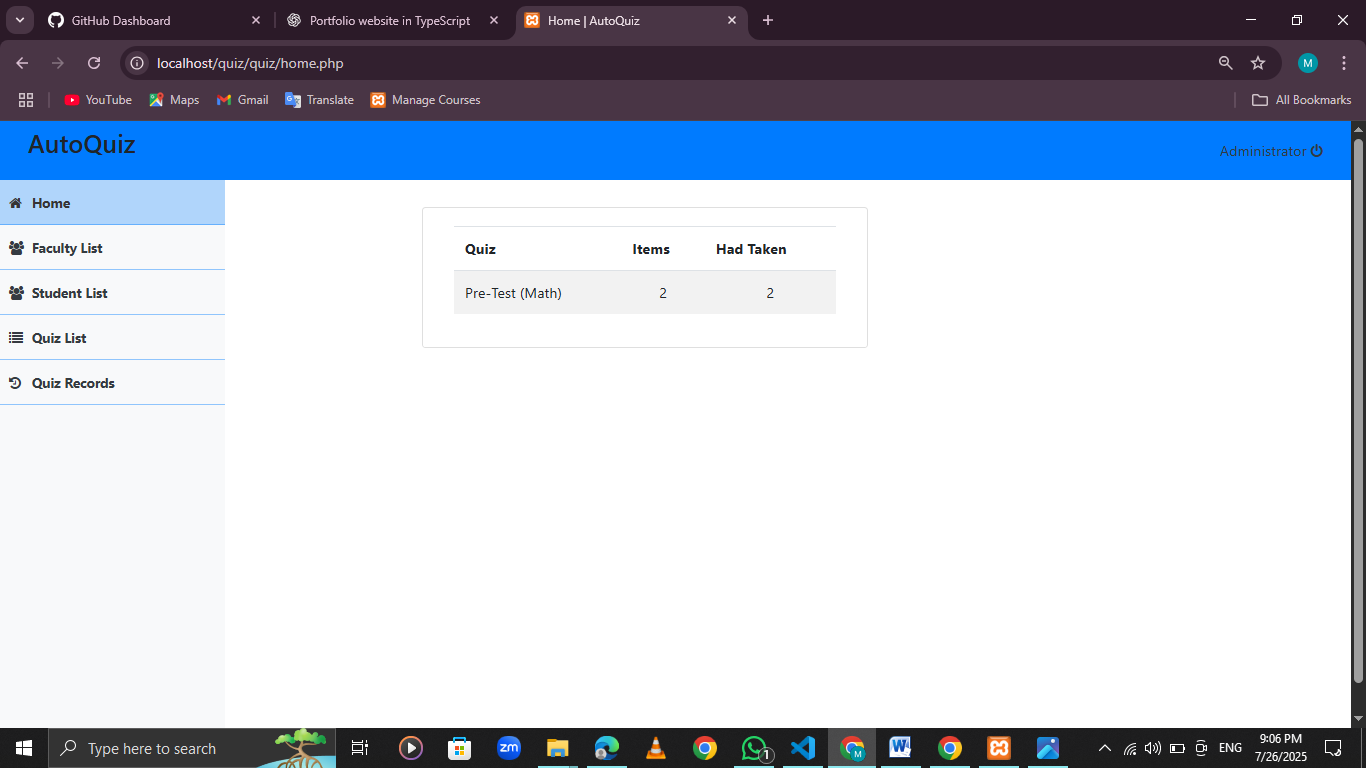 GitHub Dashboard
Portfolio website in TypeScript
Home | AutoQuiz
localhost/quiz/quiz/home.php
M
YouTube
Maps
Gmail
Translate
Manage Courses
All Bookmarks
AutoQuiz
Administrator
Home
Faculty List
Student List
Quiz List
Quiz Records
Quiz Items Had Taken
Pre-Test (Math) 2 2
Type here to search
zm
1
M
W
ENG
9:06 PM
7/26/2025